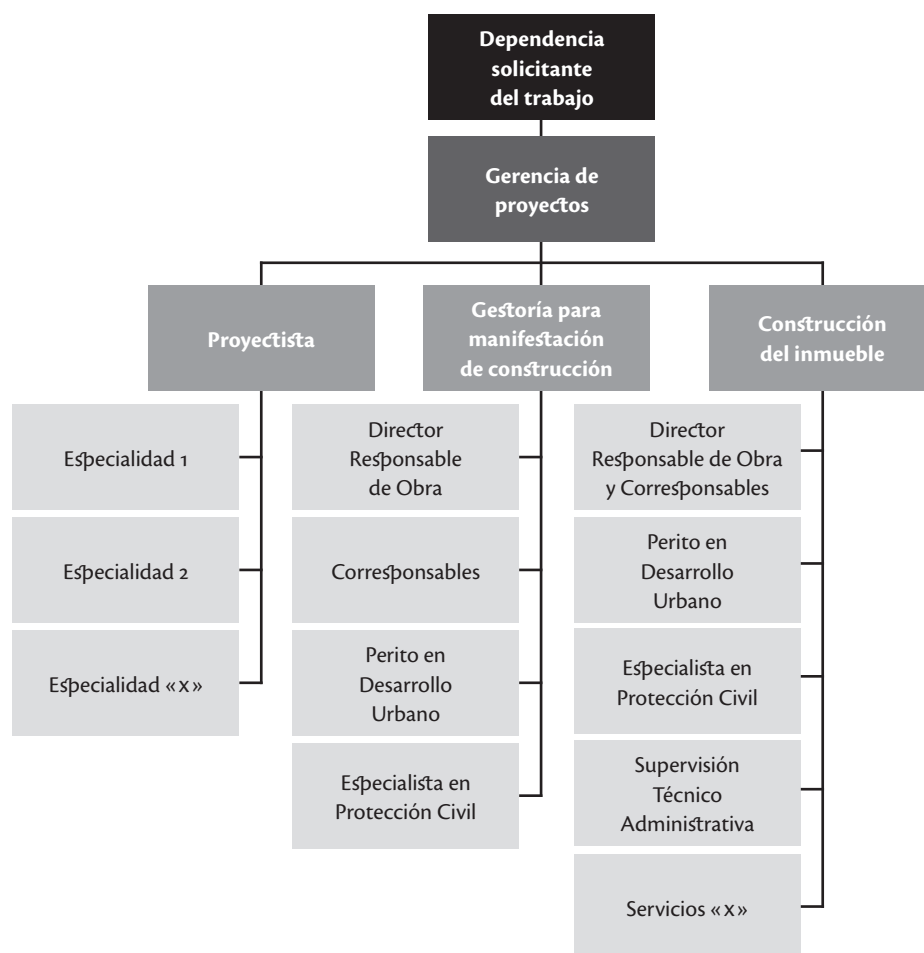 Dependencia
solicitante
del trabajo
Gerencia de
proyectos
Proyectista
Gestoría para
manifestación
de construcción
Construcción
del inmueble
Especialidad 1
Especialidad 2
Especialidad «x»
Director
Responsable
de Obra
Corresponsables
Perito en
Desarrollo
Urbano
Especialista en
Protección Civil
Director
Responsable de Obra
y Corresponsables
Perito en
Desarrollo
Urbano
Especialista en
Protección Civil
Supervisión
Técnico
Administrativa
Servicios «x»